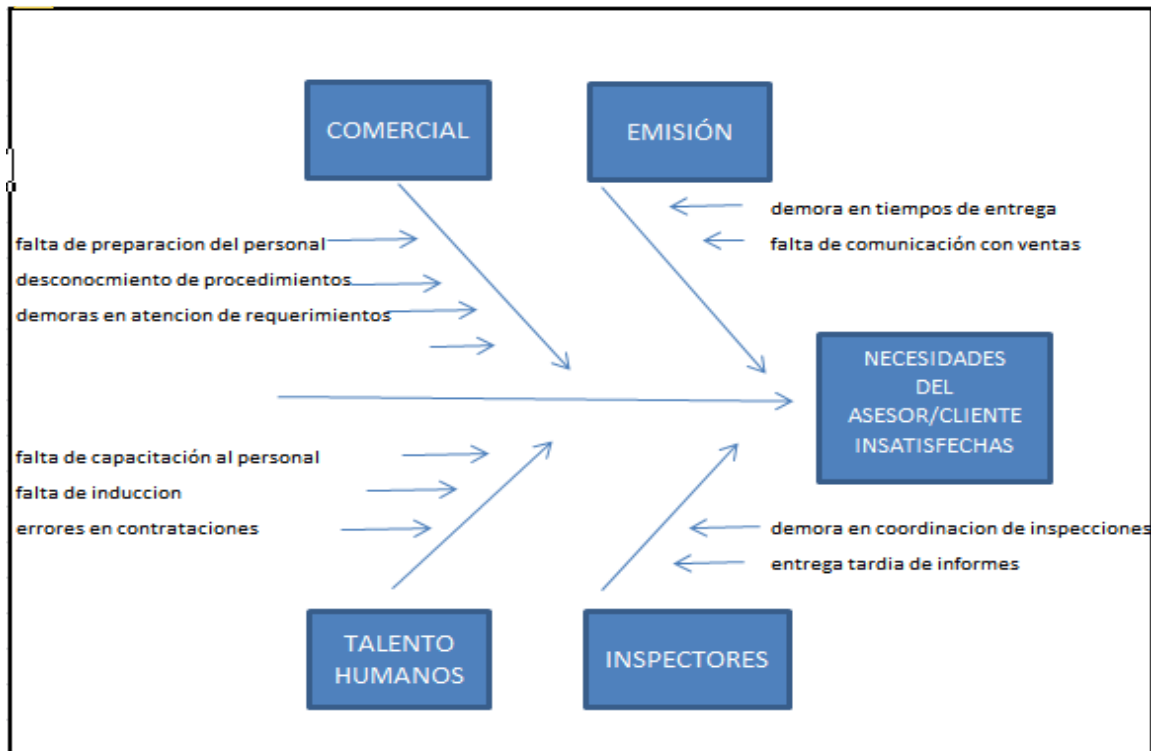 COMERCIAL
EMISIÓN
demora en tiempos de entrega
falta de comunicación con ventas
falta de preparacion del personal
desconocmiento de procedimientos
demoras en atencion de requerimientos
NECESIDADES
DEL
ASESOR/CLIENTE
INSATISFECHAS
falta de capacitación al personal
falta de induccion
errores en contrataciones
demora en coordinacion de inspecciones
entrega tardia de informes
TALENTO
HUMANOS
INSPECTORES